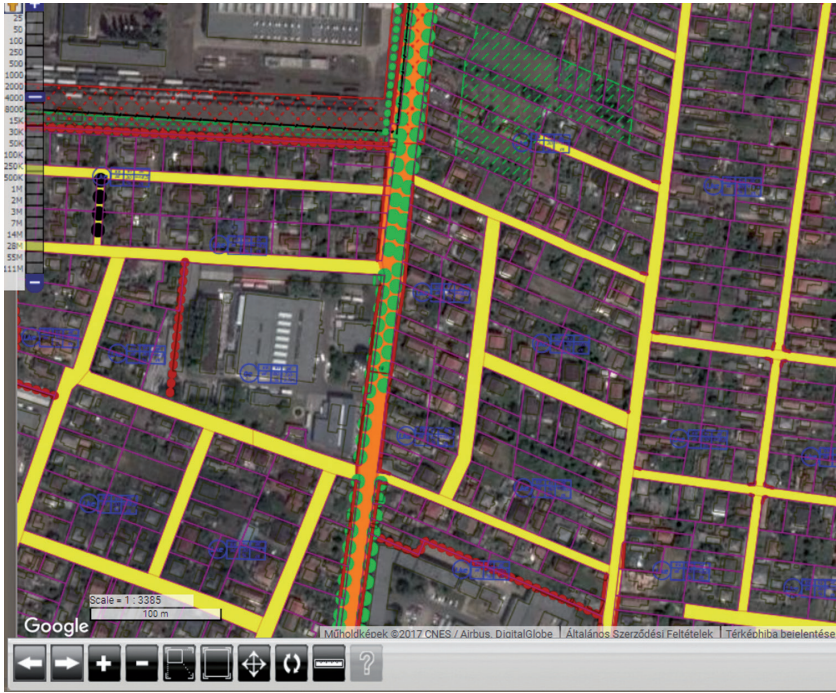 25
50
100
250
500
1000
2000
4000
8000
15K
30K
50K
100K
250K
500K
1M
2M
3M
7M
14M
28M
55M
111M
Scale = 1 : 3385
100 m
Google
Műholdképek ©2017 CNES / Airbus, DigitalGlobe
Általános Szerződési Feltételek
Térképhiba bejelentése
?